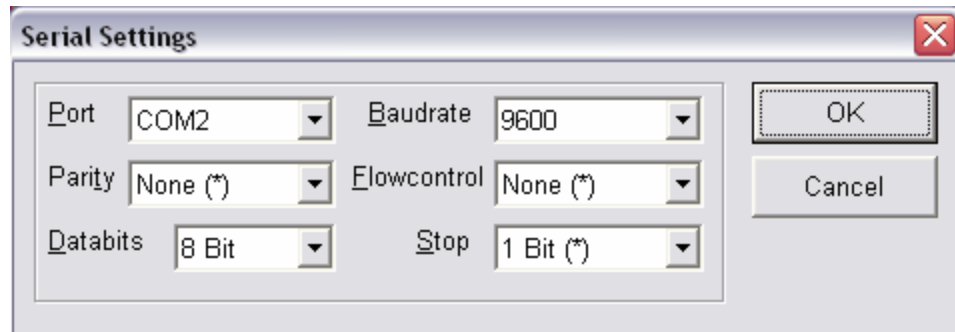 Serial Settings
Port COM2 Baudrate 9600 OK
Parity None (*) Flowcontrol None (*) Cancel
Databits 8 Bit Stop 1 Bit (*)